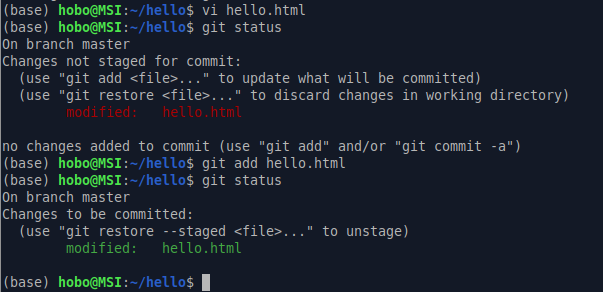 (base) hobo@MSI:~/hello$ vi hello.html
(base) hobo@MSI:~/hello$ git status
On branch master
Changes not staged for commit:
  (use "git add <file>..." to update what will be committed)
  (use "git restore <file>..." to discard changes in working directory)
        modified:   hello.html

no changes added to commit (use "git add" and/or "git commit -a")
(base) hobo@MSI:~/hello$ git add hello.html
(base) hobo@MSI:~/hello$ git status
On branch master
Changes to be committed:
  (use "git restore --staged <file>..." to unstage)
        modified:   hello.html

(base) hobo@MSI:~/hello$